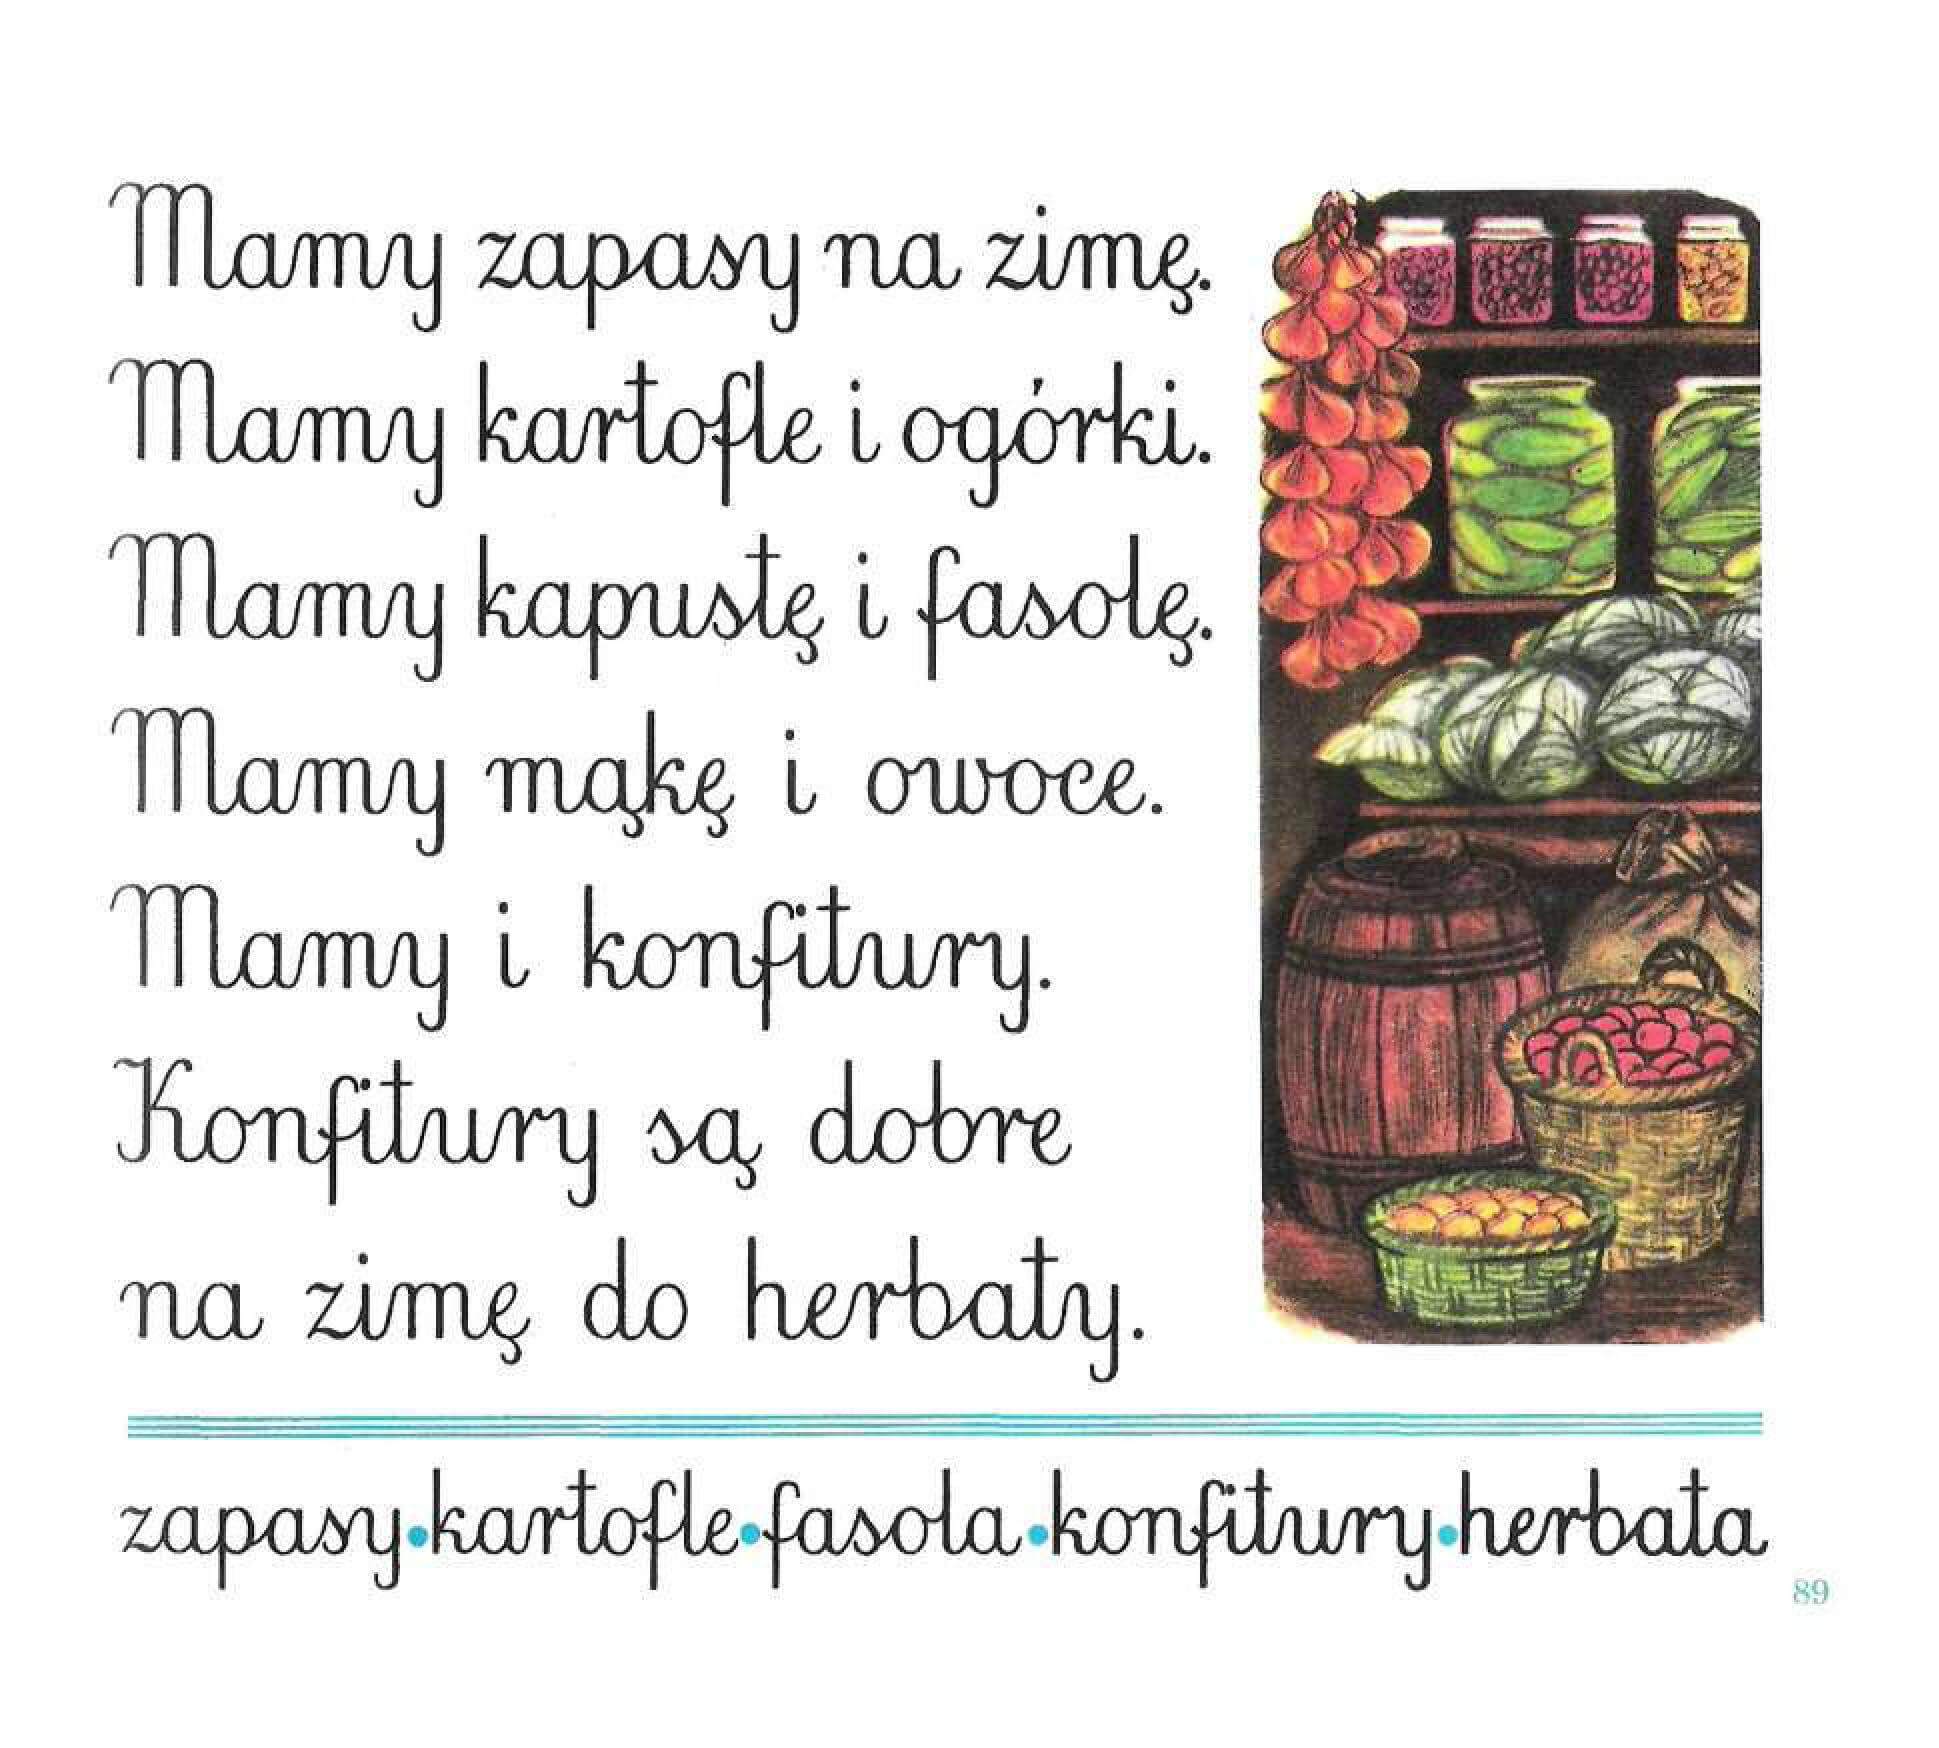 Mamy zapasy na zimę.
Mamy kartofle i ogórki.
Mamy kapustę i fasolę.
Mamy mąkę i owoce.
Mamy i konfitury.
Konfitury są dobre
na zimę do herbaty.
zapasy•kartofle•fasola•konfitury•herbata
89